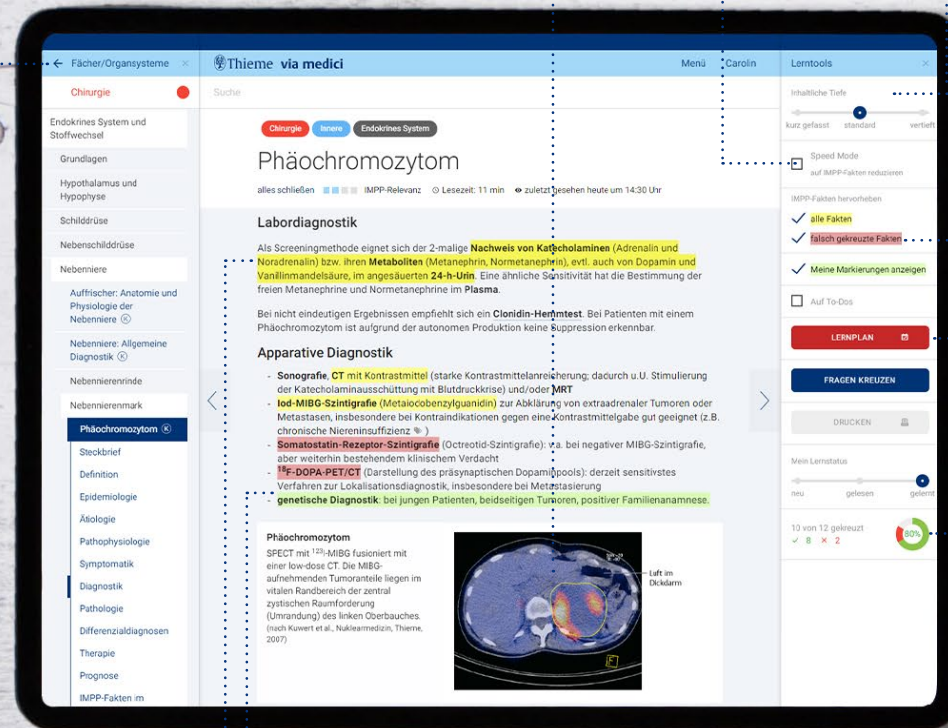 ← Fächer/Organsysteme ×
Chirurgie
Endokrines System und
Stoffwechsel
Grundlagen
Hypothalamus und
Hypophyse
Schilddrüse
Nebenschilddrüse
Nebenniere
Auffrischer: Anatomie und
Physiologie der
Nebenniere Ⓚ
Nebenniere: Allgemeine
Diagnostik Ⓚ
Nebennierenrinde
Nebennierenmark
Phäochromozytom Ⓚ
Steckbrief
Definition
Epidemiologie
Ätiologie
Pathophysiologie
Symptomatik
Diagnostik
Pathologie
Differenzialdiagnosen
Therapie
Prognose
IMPP-Fakten im
Thieme via medici
Menü Carolin
Suche
Chirurgie Innere Endokrines System
Phäochromozytom
alles schließen IMPP-Relevanz Lesezeit: 11 min zuletzt gesehen heute um 14:30 Uhr
Labordiagnostik
Als Screeningmethode eignet sich der 2-malige Nachweis von Katecholaminen (Adrenalin und
Noradrenalin) bzw. ihren Metaboliten (Metanephrin, Normetanephrin), evtl. auch von Dopamin und
Vanillinmandelsäure, im angesäuerten 24-h-Urin. Eine ähnliche Sensitivität hat die Bestimmung der
freien Metanephrine und Normetanephrine im Plasma.
Bei nicht eindeutigen Ergebnissen empfiehlt sich ein Clonidin-Hemmtest. Bei Patienten mit einem
Phäochromozytom ist aufgrund der autonomen Produktion keine Suppression erkennbar.
Apparative Diagnostik
- Sonografie, CT mit Kontrastmittel (starke Kontrastmittelanreicherung; dadurch u.U. Stimulierung
der Katecholaminausschüttung mit Blutdruckkrise) und/oder MRT
- Iod-MIBG-Szintigrafie (Metaiodobenzylguanidin) zur Abklärung von extraadrenaler Tumoren oder
Metastasen, insbesondere bei Kontraindikationen gegen eine Kontrastmittelgabe gut geeignet (z.B.
chronische Niereninsuffizienz )
- Somatostatin-Rezeptor-Szintigrafie (Octreotid-Szintigrafie): v.a. bei negativer MIBG-Szintigrafie,
aber weiterhin bestehendem klinischem Verdacht
- ¹⁸F-DOPA-PET/CT (Darstellung des präsynaptischen Dopaminpools): derzeit sensitivstes
Verfahren zur Lokalisationsdiagnostik, insbesondere bei Metastasierung
- genetische Diagnostik: bei jungen Patienten, beidseitigen Tumoren, positiver Familienanamnese.
Phäochromozytom
SPECT mit ¹²³I-MIBG fusioniert mit
einer low-dose CT. Die MIBG-
aufnehmenden Tumoranteile liegen im
vitalen Randbereich der zentral
zystischen Raumforderung
(Umrandung) des linken Oberbauches.
(nach Kuwert et al., Nuklearmedizin, Thieme,
2007)
Luft im
Dickdarm
F
Lerntools ×
Inhaltliche Tiefe
kurz gefasst standard vertieft
Speed Mode
auf IMPP-Fakten reduzieren
IMPP-Fakten hervorheben
alle Fakten
falsch gekreuzte Fakten
Meine Markierungen anzeigen
Auf To-Dos
LERNPLAN
FRAGEN KREUZEN
DRUCKEN
Mein Lernstatus
neu gelesen gelernt
10 von 12 gekreuzt
✓ 8 × 2
80%